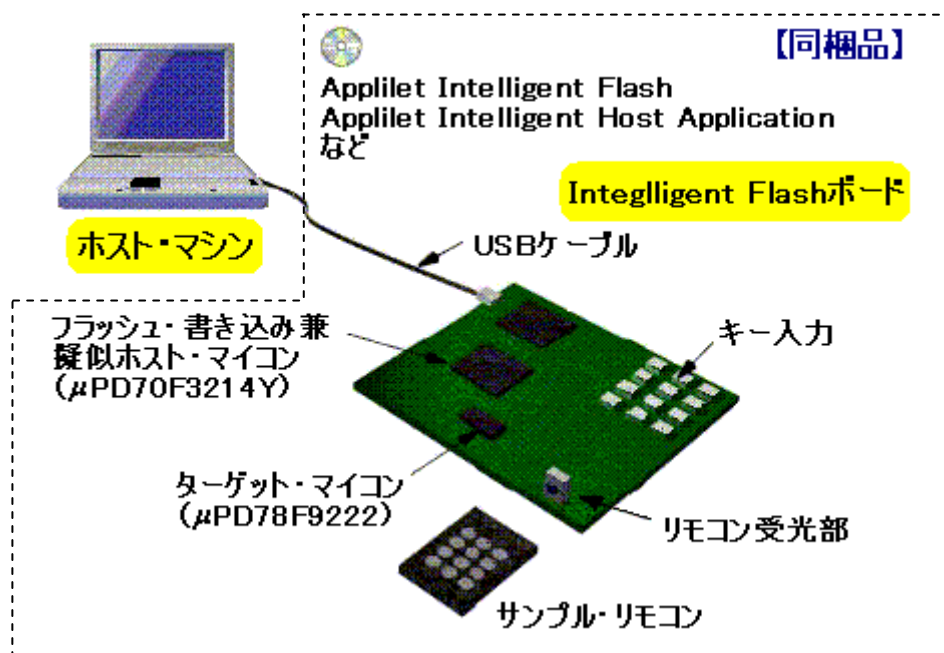 【同梱品】
Applilet Intelligent Flash
Applilet Intelligent Host Application
など
Integlligent Flashボード
ホスト・マシン
USBケーブル
フラッシュ・書き込み兼
擬似ホスト・マイコン
(μPD70F3214Y)
キー入力
ターゲット・マイコン
(μPD78F9222)
リモコン受光部
サンプル・リモコン